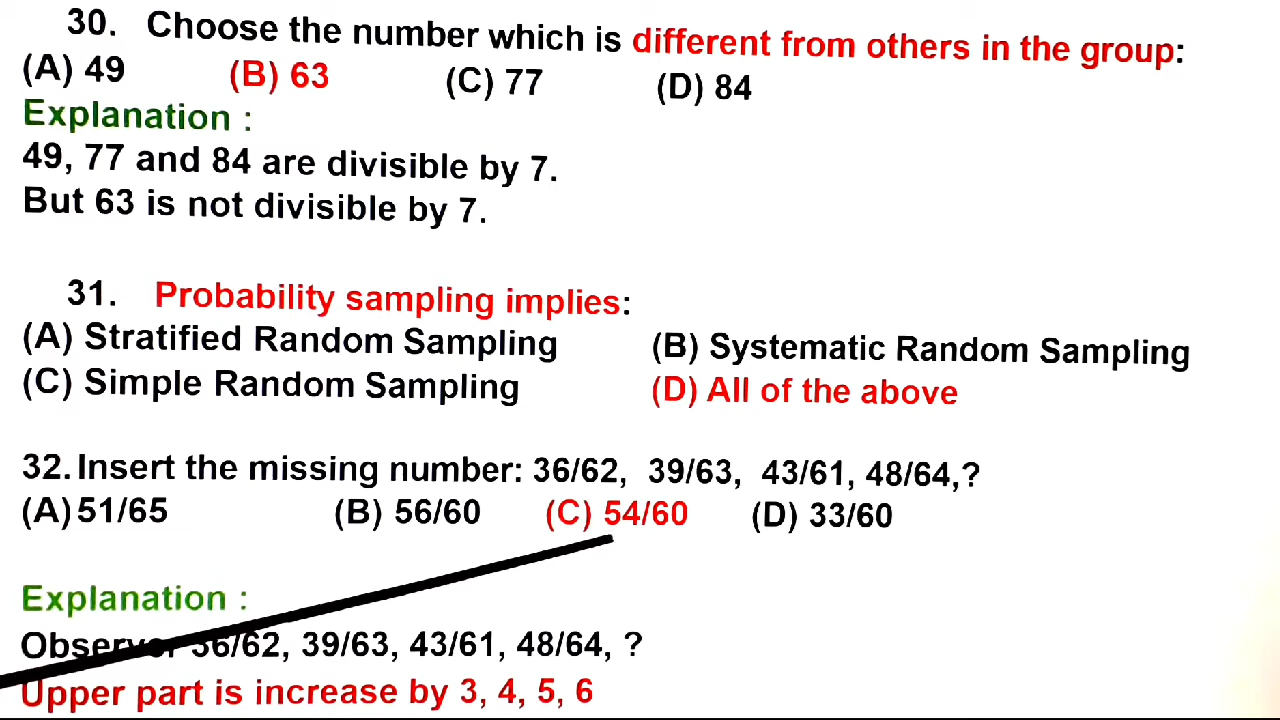 30. Choose the number which is different from others in the group:
(A) 49 (B) 63 (C) 77 (D) 84
Explanation :
49, 77 and 84 are divisible by 7.
But 63 is not divisible by 7.
31. Probability sampling implies:
(A) Stratified Random Sampling (B) Systematic Random Sampling
(C) Simple Random Sampling (D) All of the above
32. Insert the missing number: 36/62, 39/63, 43/61, 48/64,?
(A) 51/65 (B) 56/60 (C) 54/60 (D) 33/60
Explanation :
36/62, 39/63, 43/61, 48/64, ?
Upper part is increase by 3, 4, 5, 6